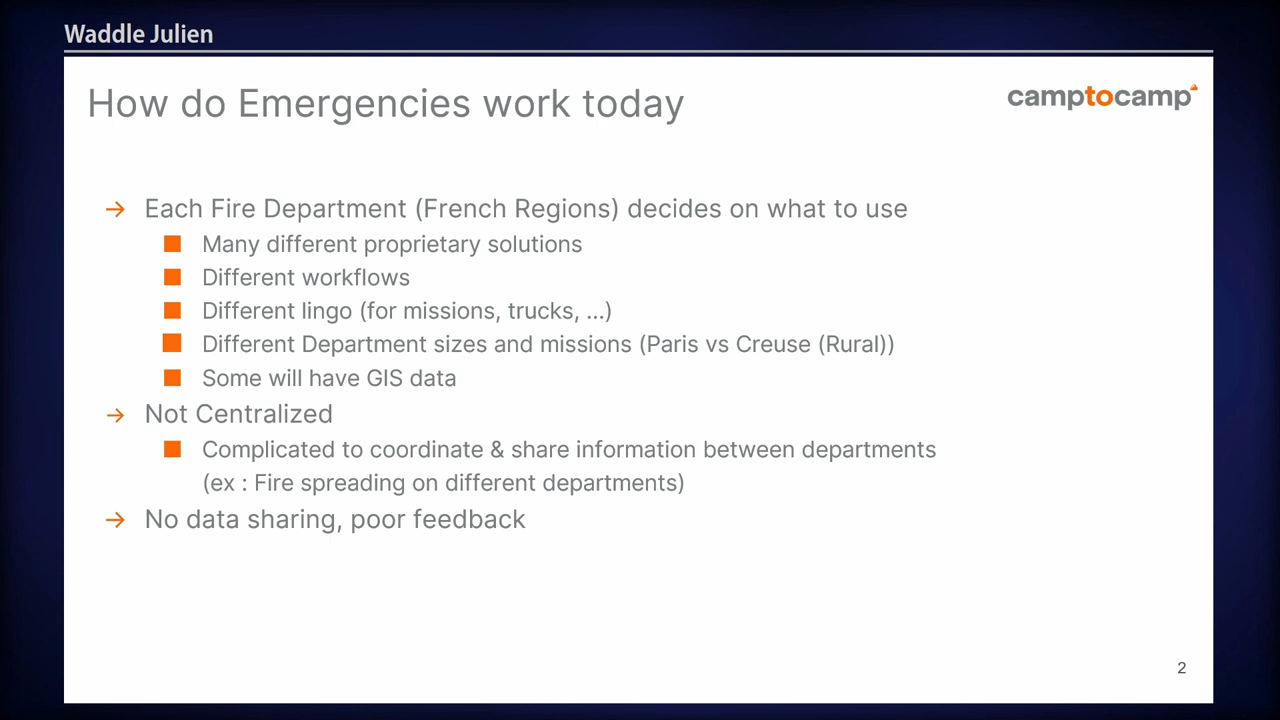 Waddle Julien
How do Emergencies work today
camptocamp
→ Each Fire Department (French Regions) decides on what to use
■ Many different proprietary solutions
■ Different workflows
■ Different lingo (for missions, trucks, ...)
■ Different Department sizes and missions (Paris vs Creuse (Rural))
■ Some will have GIS data
→ Not Centralized
■ Complicated to coordinate & share information between departments
(ex : Fire spreading on different departments)
→ No data sharing, poor feedback
2